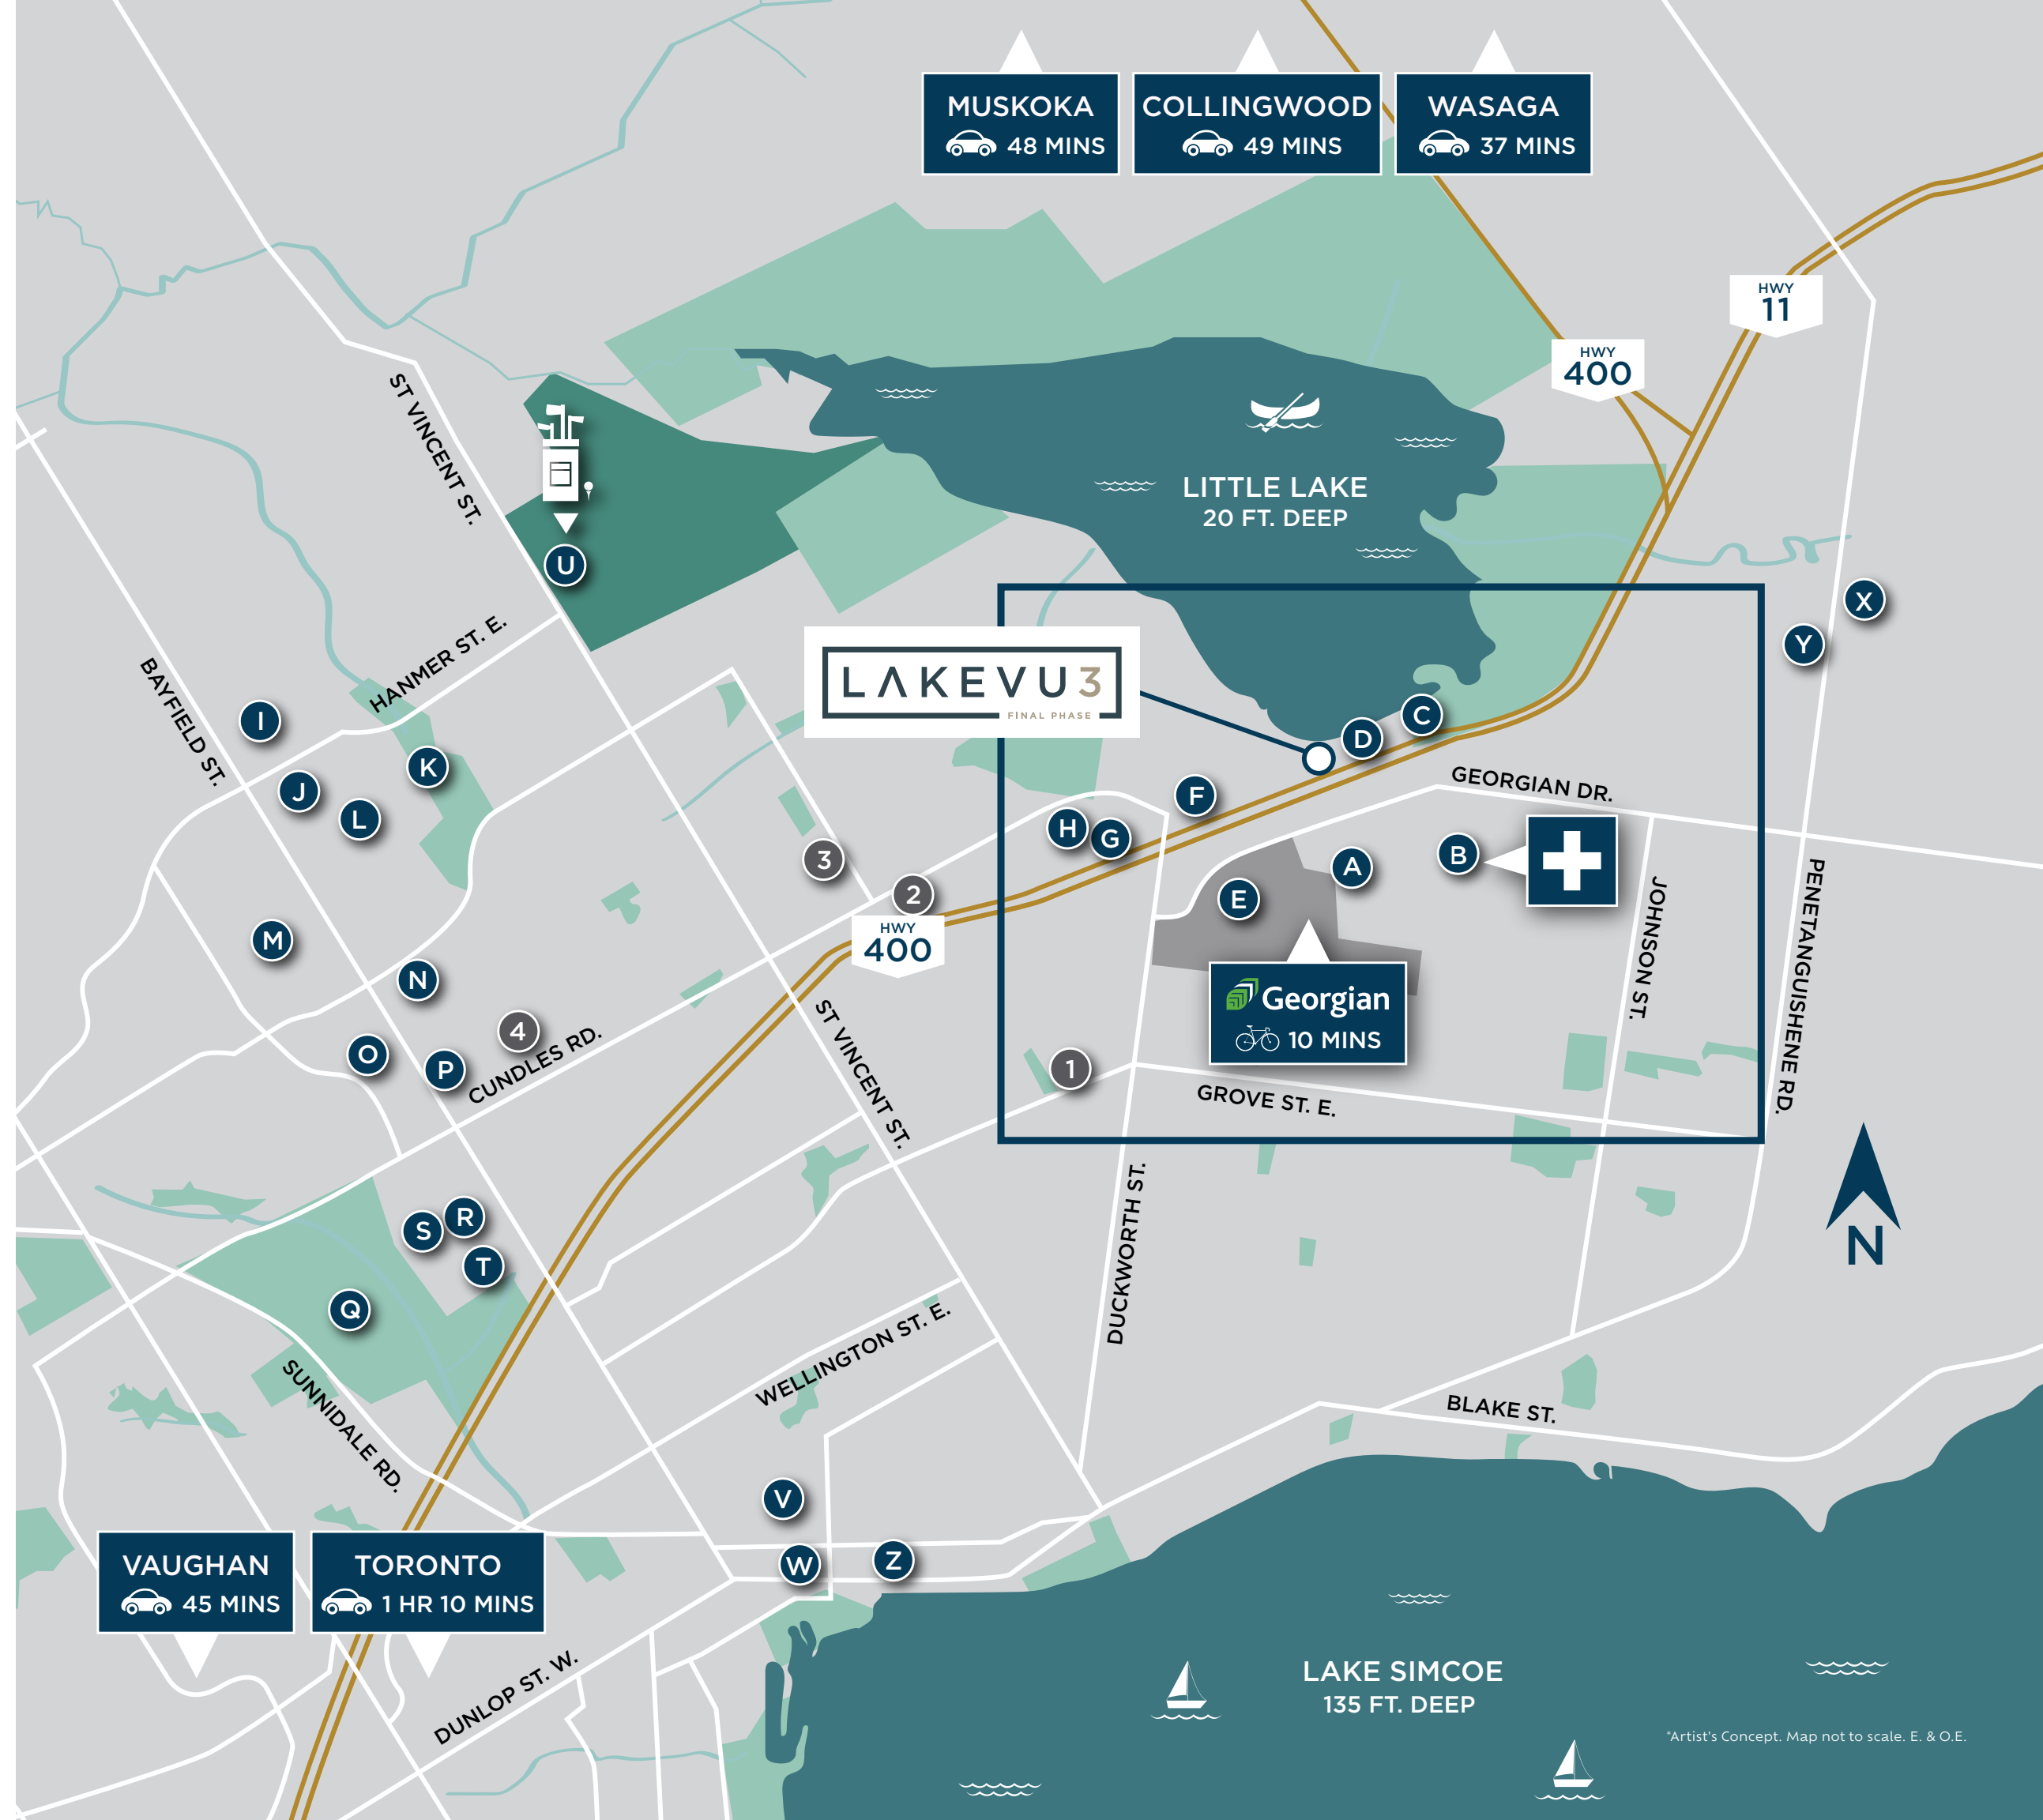 MUSKOKA
48 MINS
COLLINGWOOD
49 MINS
WASAGA
37 MINS
HWY
11
HWY
400
ST VINCENT ST.
LITTLE LAKE
20 FT. DEEP
U
X
Y
HANMER ST. E.
BAYFIELD ST.
LAKEVU3
FINAL PHASE
I
J
K
L
C
D
F
H
G
GEORGIAN DR.
3
2
HWY
400
A
B
E
JOHNSON ST.
PENETANGUISHENE RD.
M
N
4
O
P
CUNDLES RD.
ST VINCENT ST.
Georgian
10 MINS
1
GROVE ST. E.
DUCKWORTH ST.
N
S
R
T
Q
SUNNIDALE RD.
WELLINGTON ST. E.
BLAKE ST.
V
W
Z
VAUGHAN
45 MINS
TORONTO
1 HR 10 MINS
DUNLOP ST. W.
LAKE SIMCOE
135 FT. DEEP
*Artist's Concept. Map not to scale. E. & O.E.